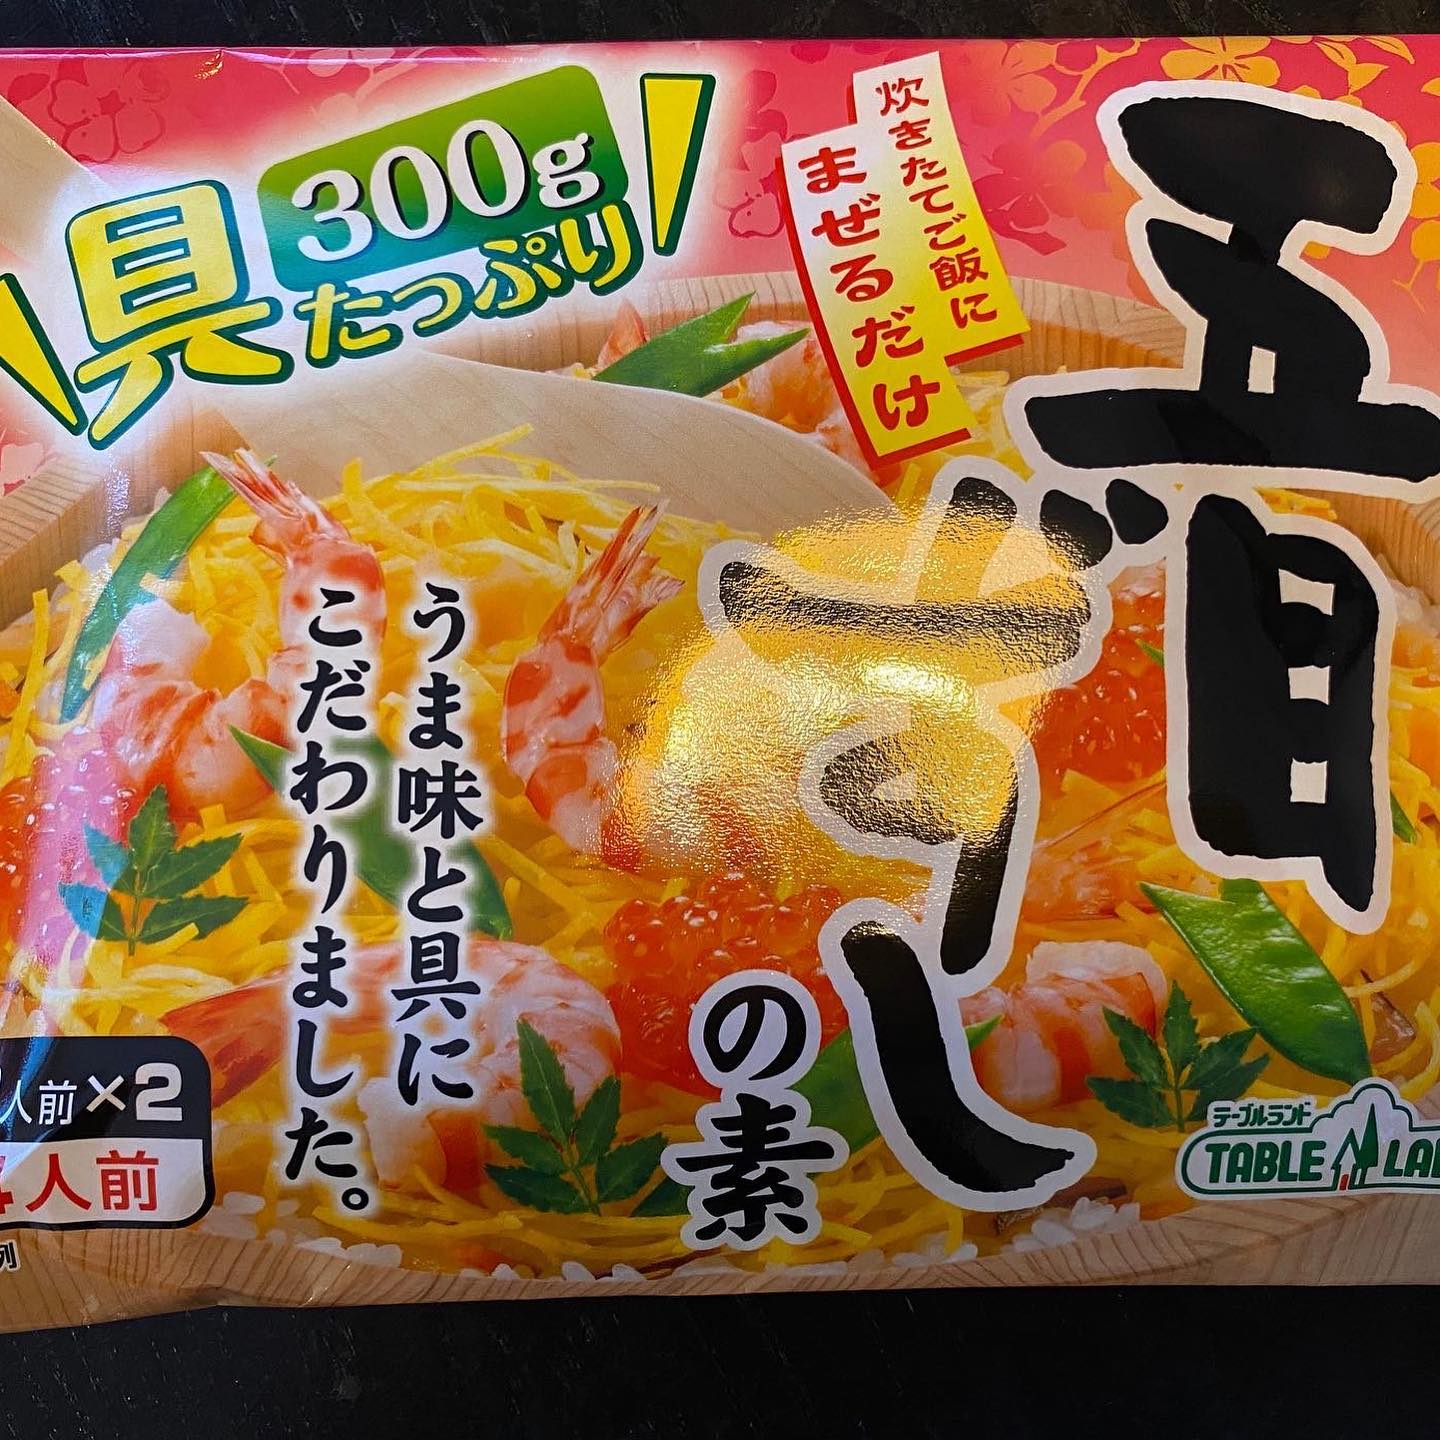 具
300g
たっぷり
炊きたてご飯に
まぜるだけ
五目ずし
の素
うま味と具に
こだわりました。
人前×2
4人前
テーブルランド
TABLE LA